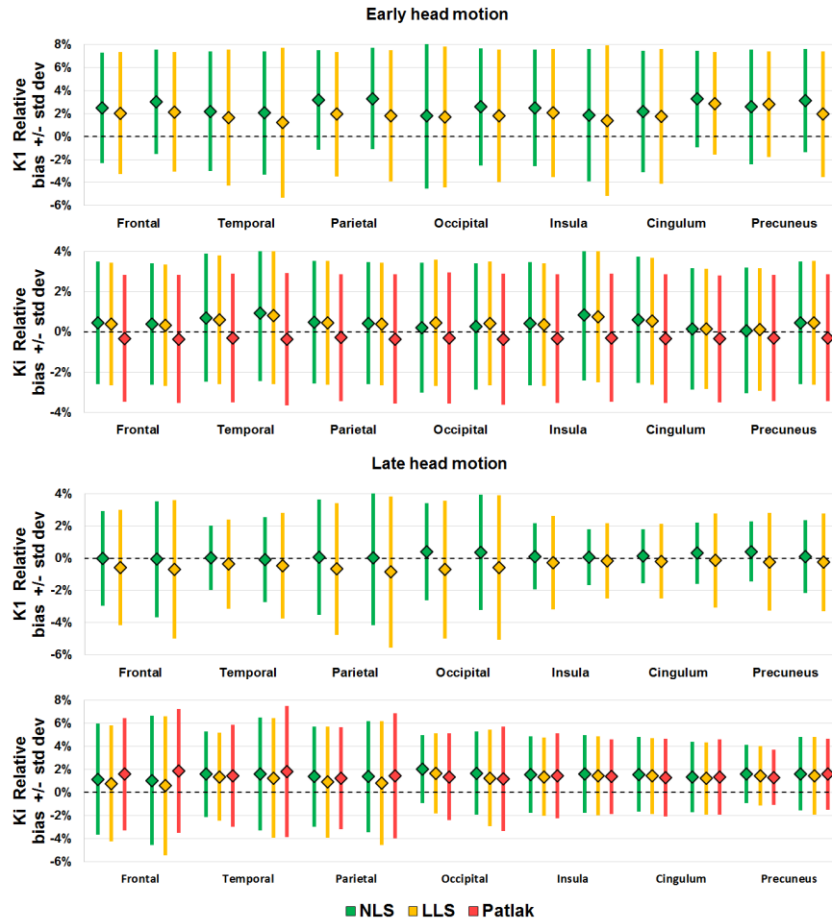 Early head motion
K1 Relative
bias +/- std dev
8%
6%
4%
2%
0%
-2%
-4%
-6%
Frontal Temporal Parietal Occipital Insula Cingulum Precuneus
Ki Relative
bias +/- std dev
4%
2%
0%
-2%
-4%
Frontal Temporal Parietal Occipital Insula Cingulum Precuneus
Late head motion
K1 Relative
bias +/- std dev
4%
2%
0%
-2%
-4%
-6%
Frontal Temporal Parietal Occipital Insula Cingulum Precuneus
Ki Relative
bias +/- std dev
8%
6%
4%
2%
0%
-2%
-4%
-6%
Frontal Temporal Parietal Occipital Insula Cingulum Precuneus
NLS LLS Patlak